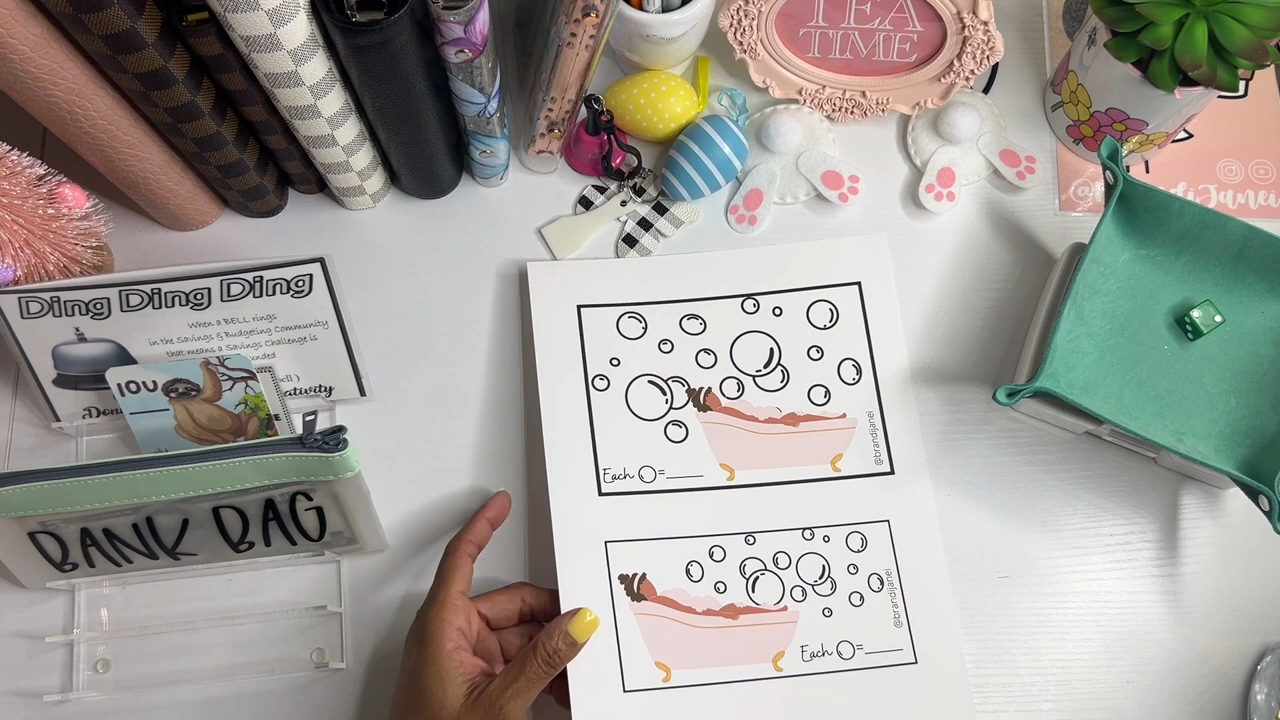 TEA
TIME
Ding Ding Ding
When a BELL rings
in the Savings & Budgeting Community
that means a Savings Challenge is
IOU
BANK BAG
@brandijanei
Each O=____
@brandijanei
Each O=____